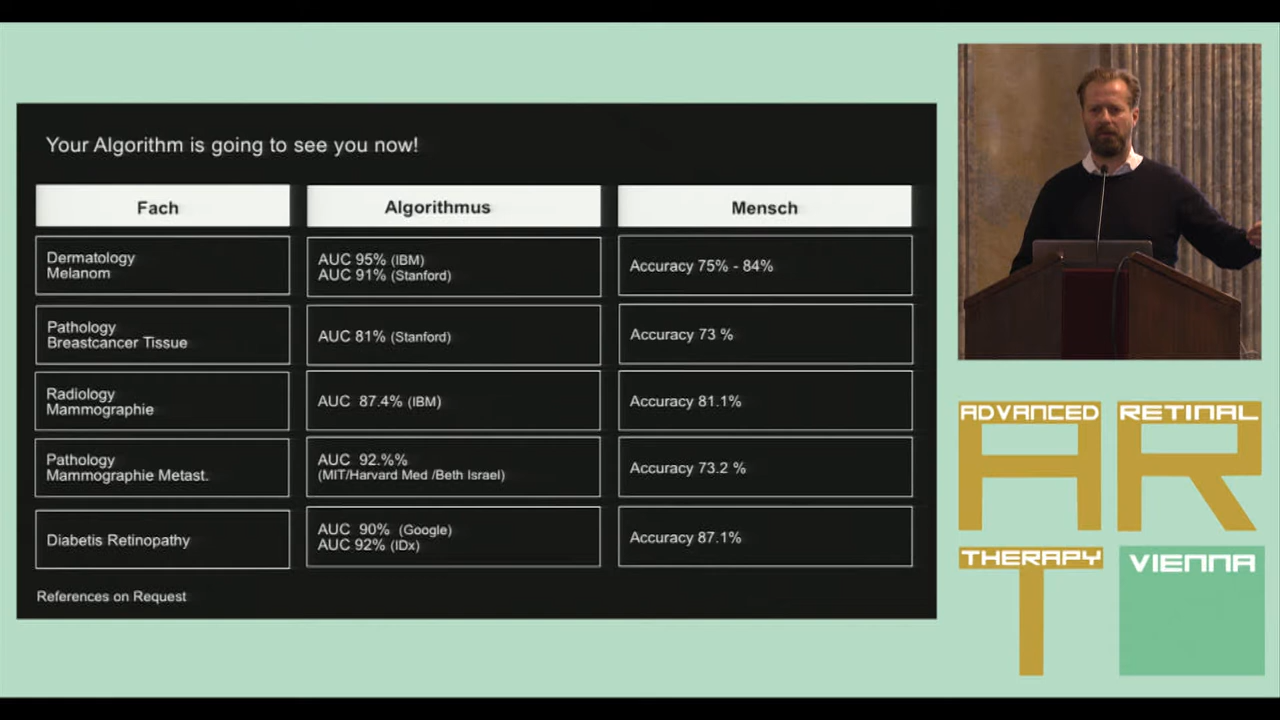 Your Algorithm is going to see you now!
Fach
Algorithmus
Mensch
Dermatology
Melanom
AUC 95% (IBM)
AUC 91% (Stanford)
Accuracy 75% - 84%
Pathology
Breastcancer Tissue
AUC 81% (Stanford)
Accuracy 73 %
Radiology
Mammographie
AUC 87.4% (IBM)
Accuracy 81.1%
Pathology
Mammographie Metast.
AUC 92.%%
(MIT/Harvard Med /Beth Israel)
Accuracy 73.2 %
Diabetis Retinopathy
AUC 90% (Google)
AUC 92% (IDx)
Accuracy 87.1%
References on Request
ADVANCED
A
RETINAL
R
THERAPY
T
VIENNA